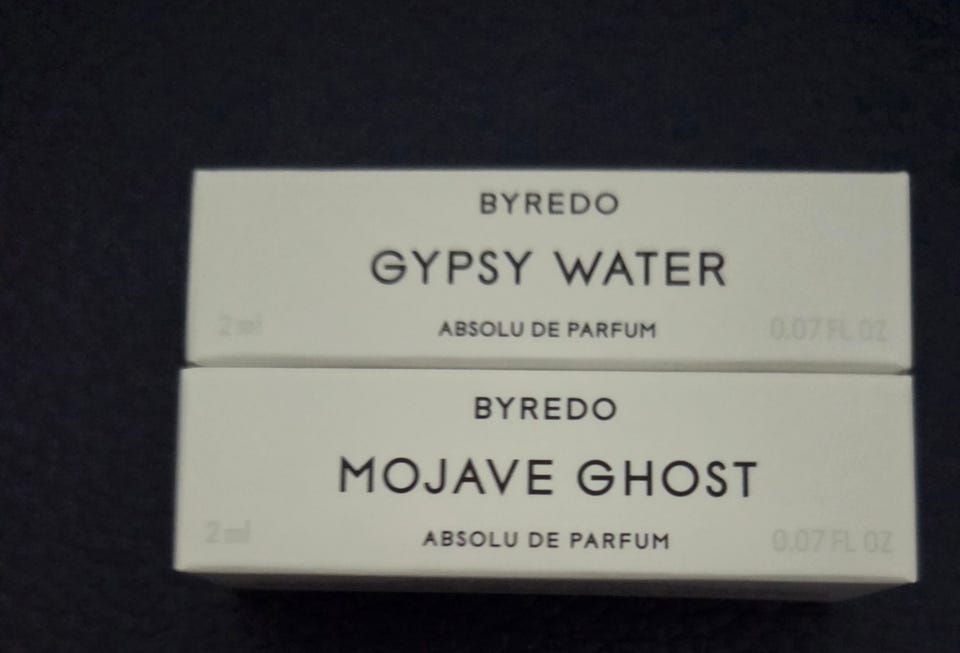 BYREDO
GYPSY WATER
2 ml ABSOLU DE PARFUM 0.07 FL OZ
BYREDO
MOJAVE GHOST
2 ml ABSOLU DE PARFUM 0.07 FL OZ